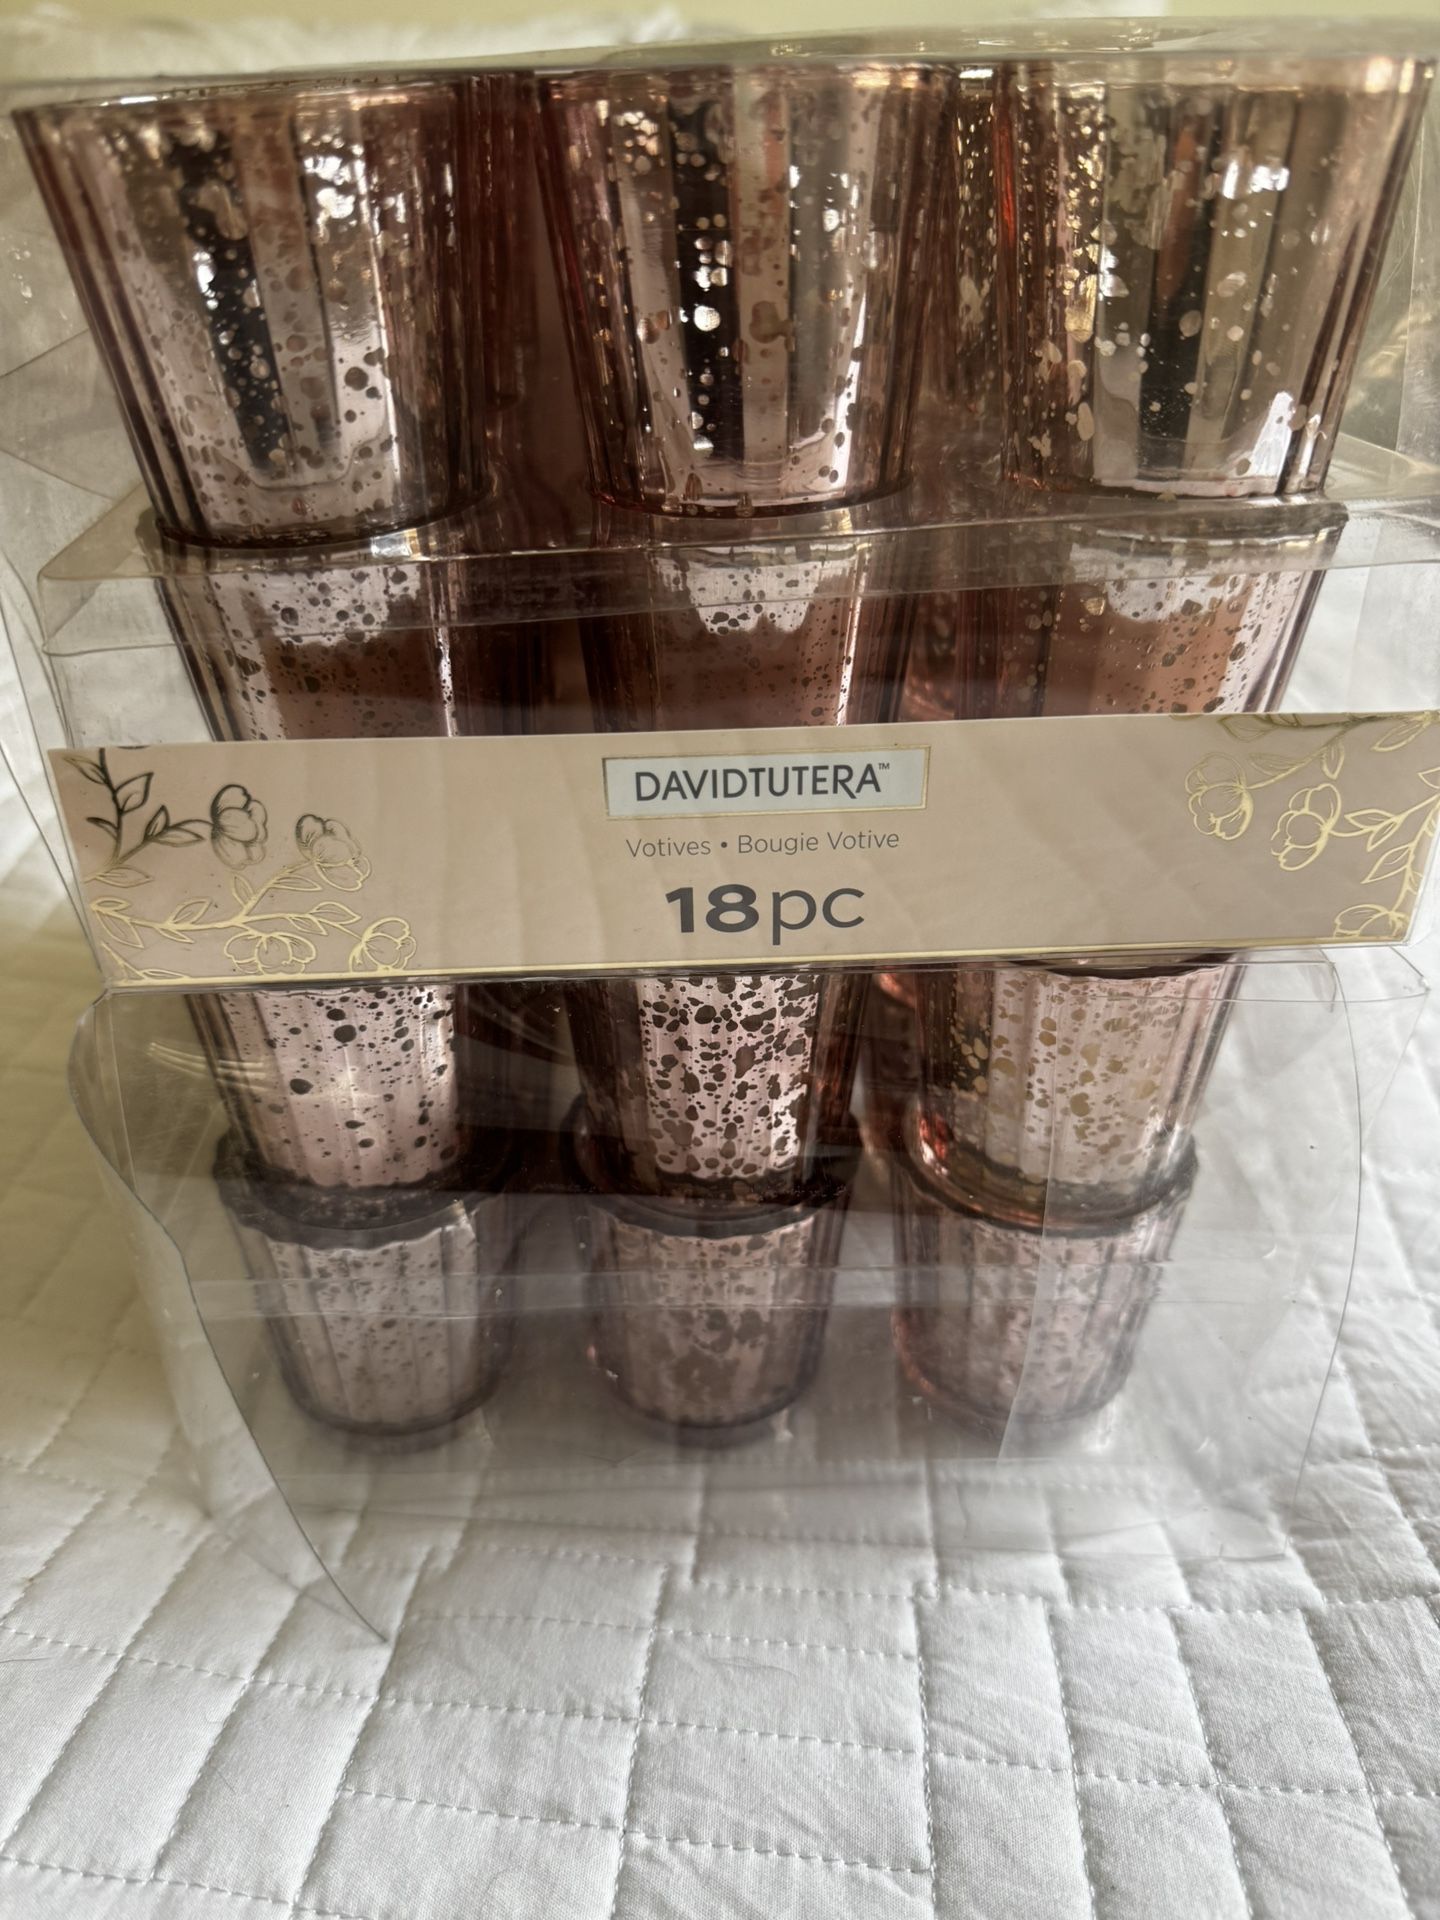 DAVIDTUTERA™
Votives • Bougie Votive
18pc